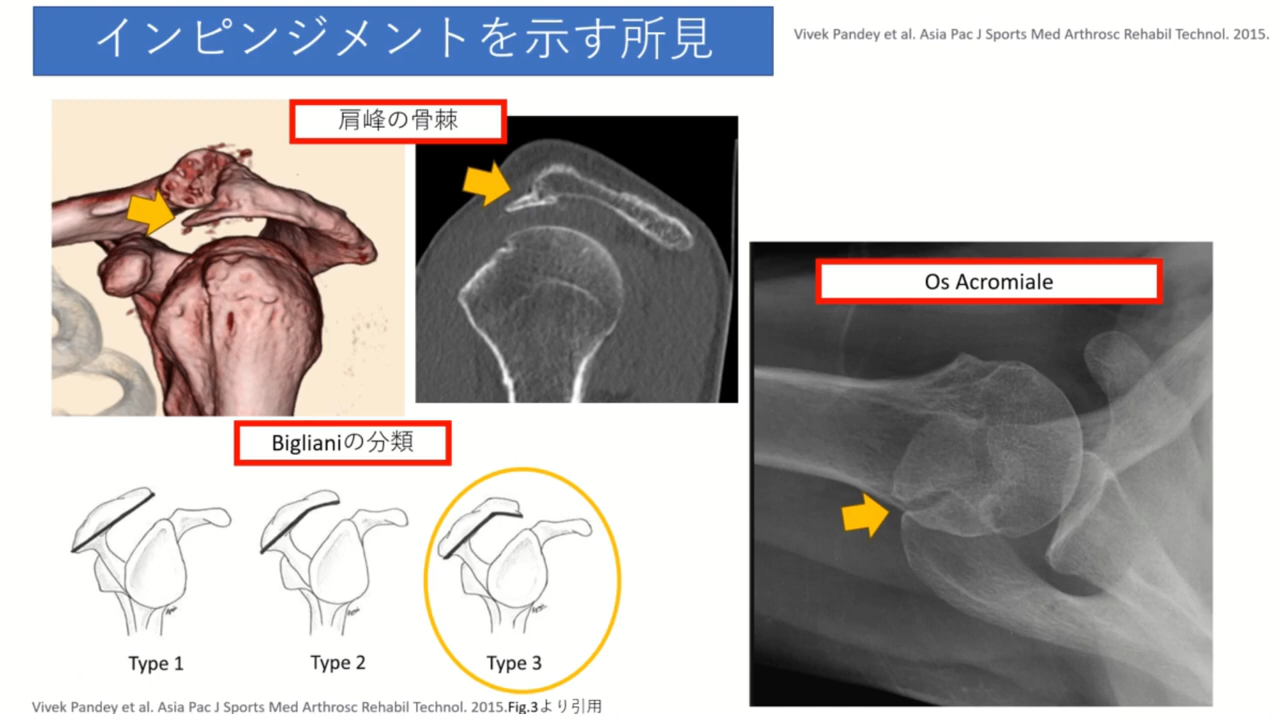 インピンジメントを示す所見
Vivek Pandey et al. Asia Pac J Sports Med Arthrosc Rehabil Technol. 2015.
肩峰の骨棘
Os Acromiale
Biglianiの分類
Type 1
Type 2
Type 3
Vivek Pandey et al. Asia Pac J Sports Med Arthrosc Rehabil Technol. 2015.Fig.3より引用